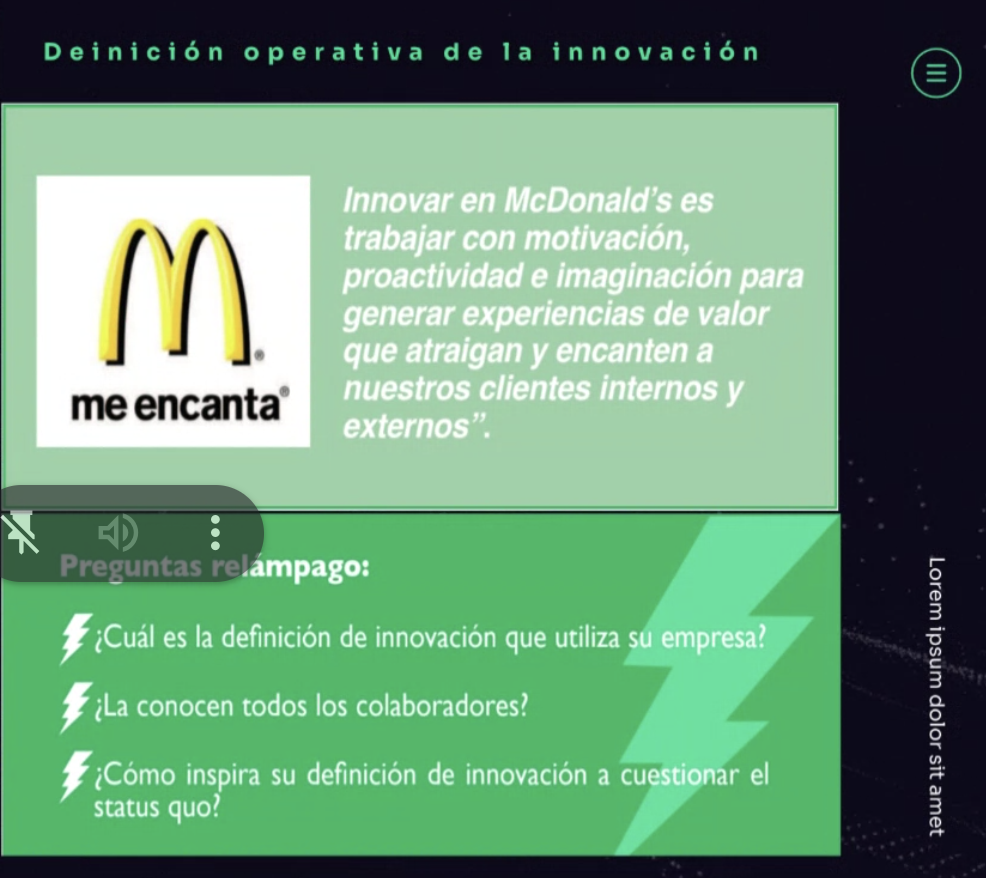 Deinición operativa de la innovación
Innovar en McDonald's es
trabajar con motivación,
proactividad e imaginación para
generar experiencias de valor
que atraigan y encanten a
nuestros clientes internos y
externos”.
me encanta®
Preguntas relámpago:
¿Cuál es la definición de innovación que utiliza su empresa?
¿La conocen todos los colaboradores?
¿Cómo inspira su definición de innovación a cuestionar el
status quo?
Lorem ipsum dolor sit amet